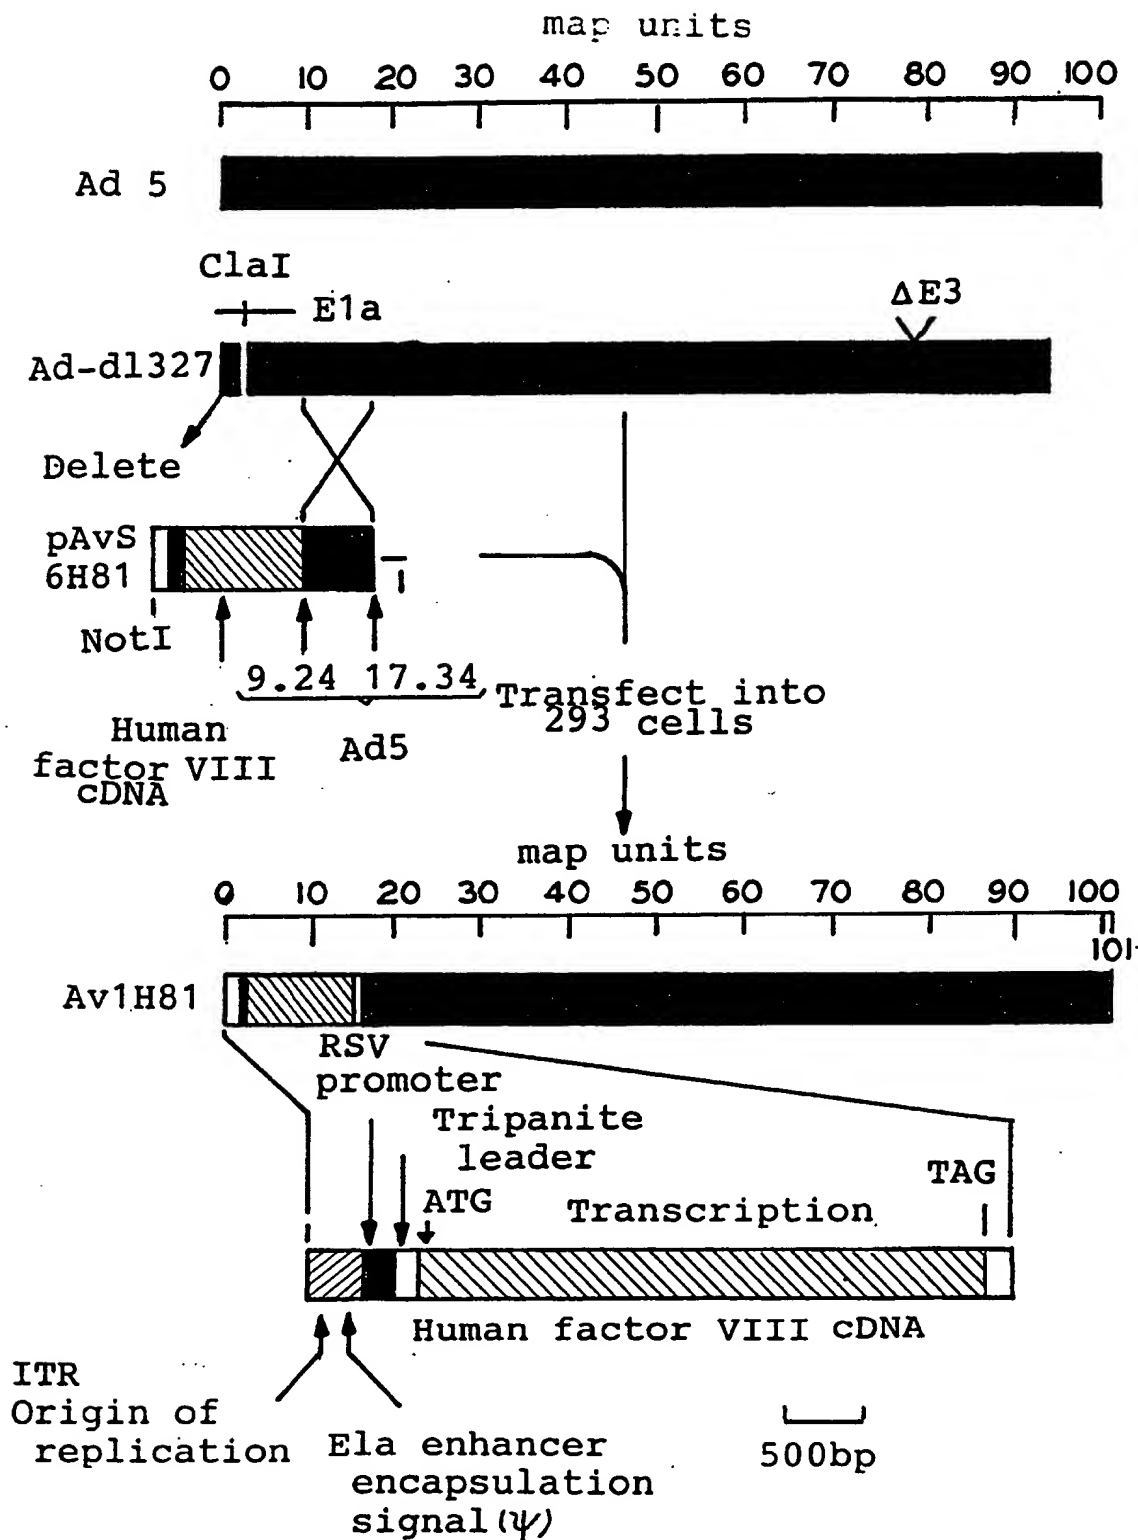 map units
0 10 20 30 40 50 60 70 80 90 100
Ad 5
ClaI
E1a
ΔE3
Ad-dl327
Delete
pAvS
6H81
NotI
9.24 17.34
Human
factor VIII
cDNA
Ad5
Transfect into
293 cells
map units
0 10 20 30 40 50 60 70 80 90 100
101
Av1H81
RSV
promoter
Tripanite
leader
ATG
Transcription
TAG
Human factor VIII cDNA
ITR
Origin of
replication
Ela enhancer
encapsulation
signal(ψ)
500bp